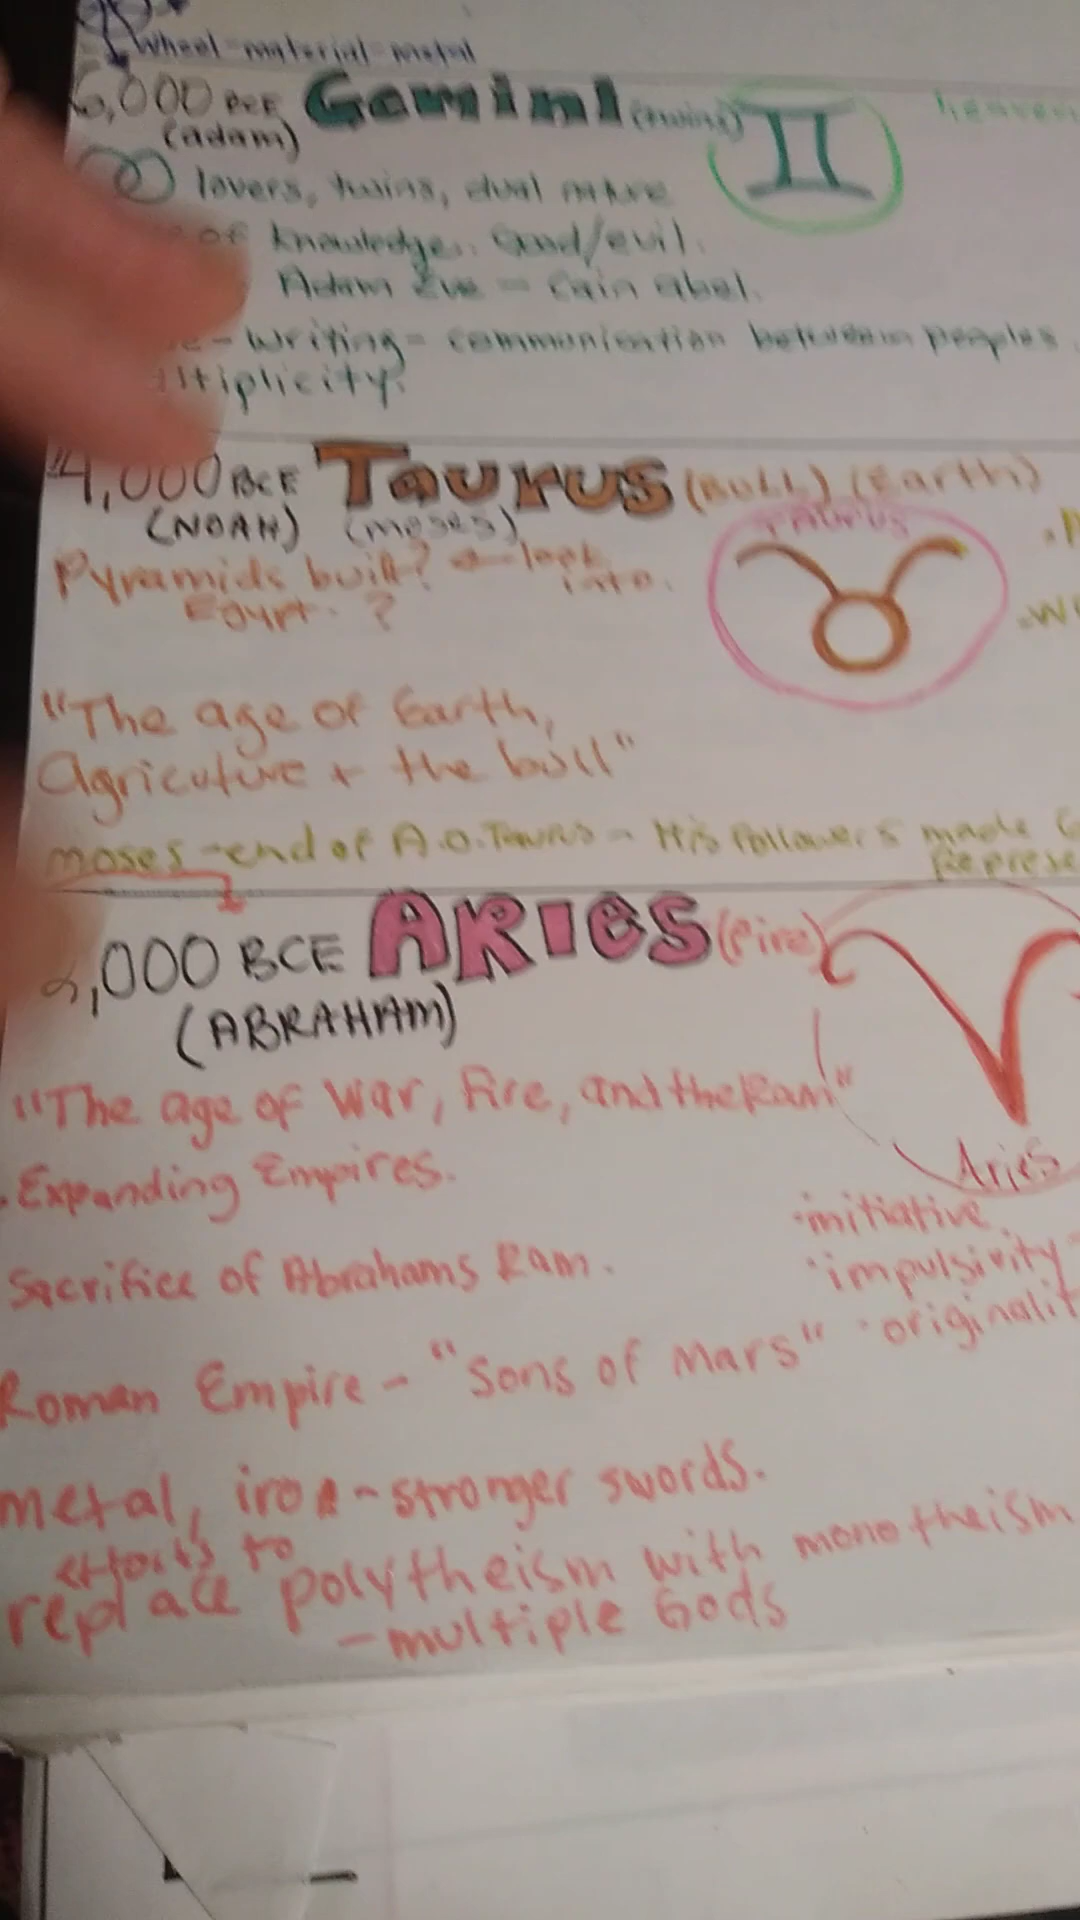 Wheel-material-metal
6,000 BCE Gemini (twins)
(adam)
lovers, twins, dual nature
of knowledge. Good/evil.
Adam Eve - Cain abel.
- Writing - communication between peoples.
ltiplicity.
4,000 BCE Taurus (BULL) (Earth)
(NOAH) (moses)
TAURUS
Pyramids built? ← look
into.
Egypt. ?
"The age of Earth,
agriculture + the bull"
moses - end of A.O. Taurus - His followers made
Represe
2,000 BCE ARIES (fire)
(ABRAHAM)
"The age of War, Fire, and the Ram"
. Expanding Empires.
Aries
Sacrifice of Abrahams Ram.
·initiative
·impulsivity
·originalit
Roman Empire - "Sons of Mars"
metal, iron - stronger swords.
efforts to
replace polytheism with monotheism
- multiple Gods